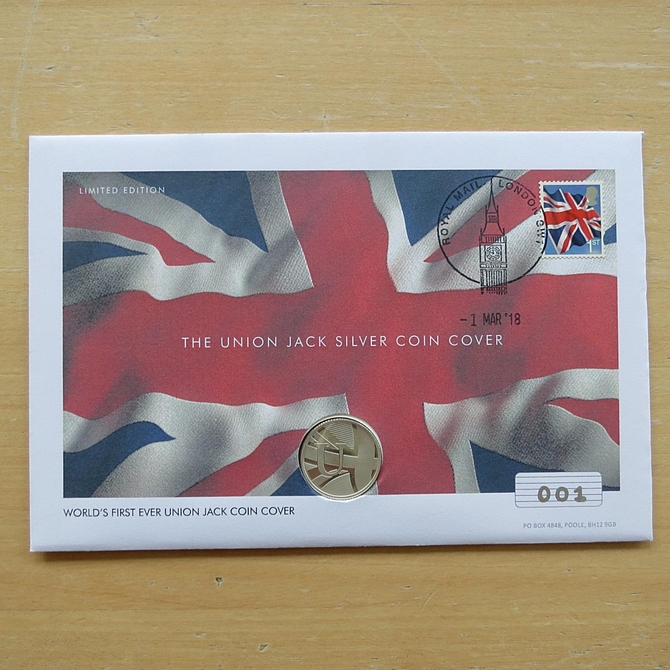 LIMITED EDITION
ROYAL MAIL LONDON SW1
1ST
- 1 MAR '18
THE UNION JACK SILVER COIN COVER
001
WORLD'S FIRST EVER UNION JACK COIN COVER
PO BOX 4848, POOLE, BH12 9GB